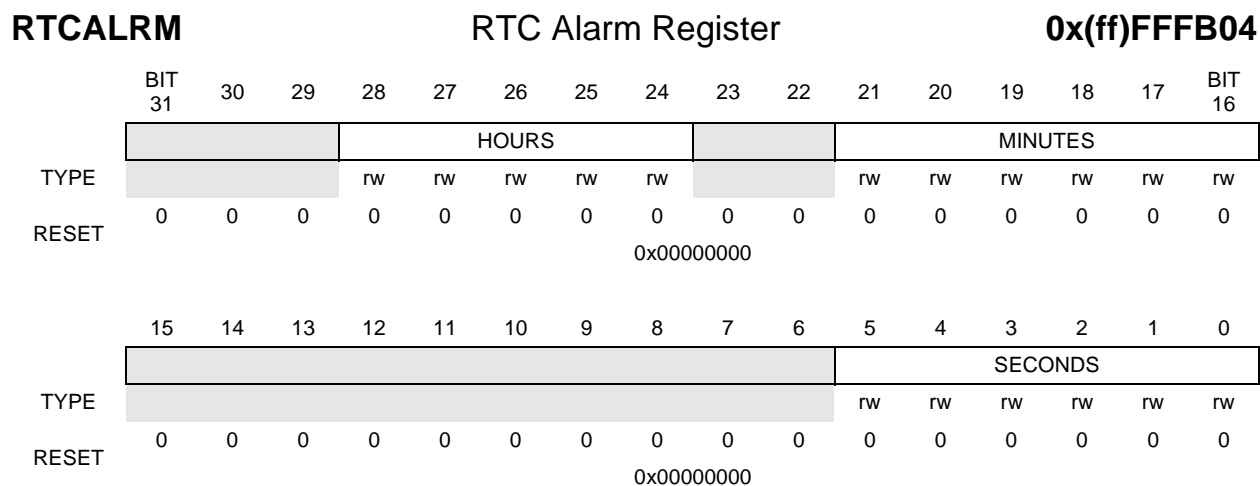 RTCALRM RTC Alarm Register 0x(ff)FFFB04
BIT 31 30 29 28 27 26 25 24 23 22 21 20 19 18 17 BIT 16
HOURS MINUTES
TYPE rw rw rw rw rw rw rw rw rw rw rw
RESET 0 0 0 0 0 0 0 0 0 0 0 0 0 0 0 0
0x00000000
15 14 13 12 11 10 9 8 7 6 5 4 3 2 1 0
SECONDS
TYPE rw rw rw rw rw rw
RESET 0 0 0 0 0 0 0 0 0 0 0 0 0 0 0 0
0x00000000